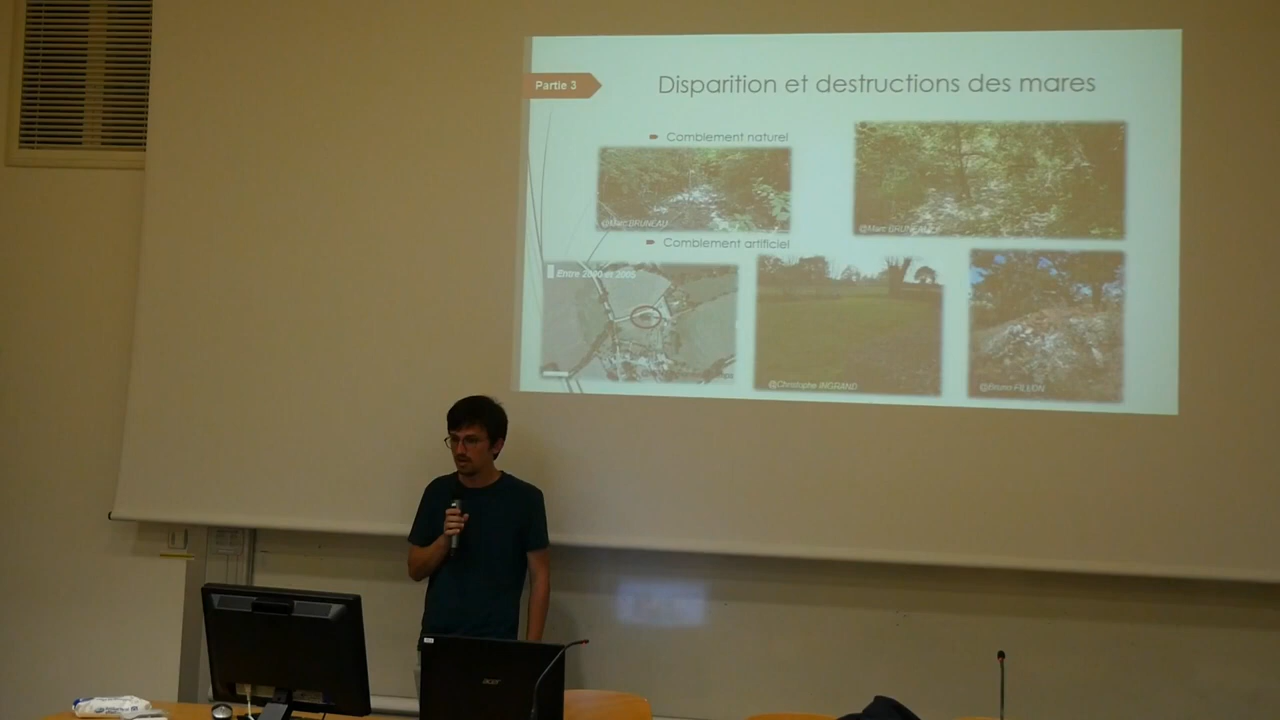 Partie 3
Disparition et destructions des mares
Comblement naturel
@Marc BRUNEAU
@Marc BRUNEAU
Comblement artificiel
Entre 2000 et 2005
@Christophe INGRAND
@Bruno FILLON
acer